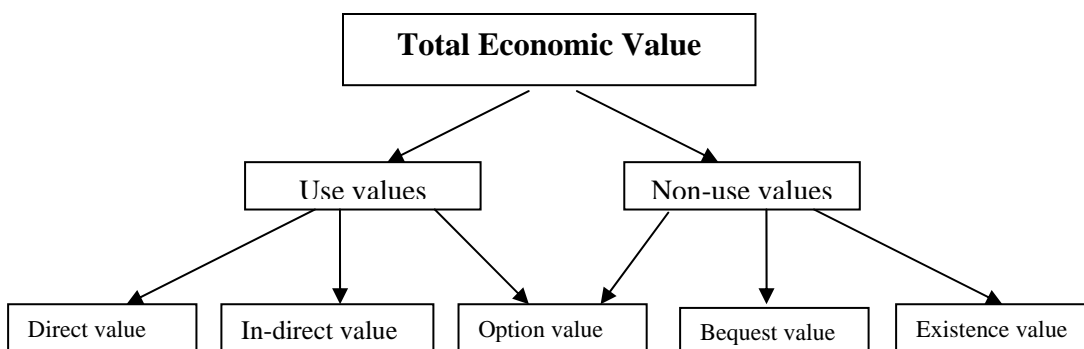 Total Economic Value
Use values
Non-use values
Direct value
In-direct value
Option value
Bequest value
Existence value